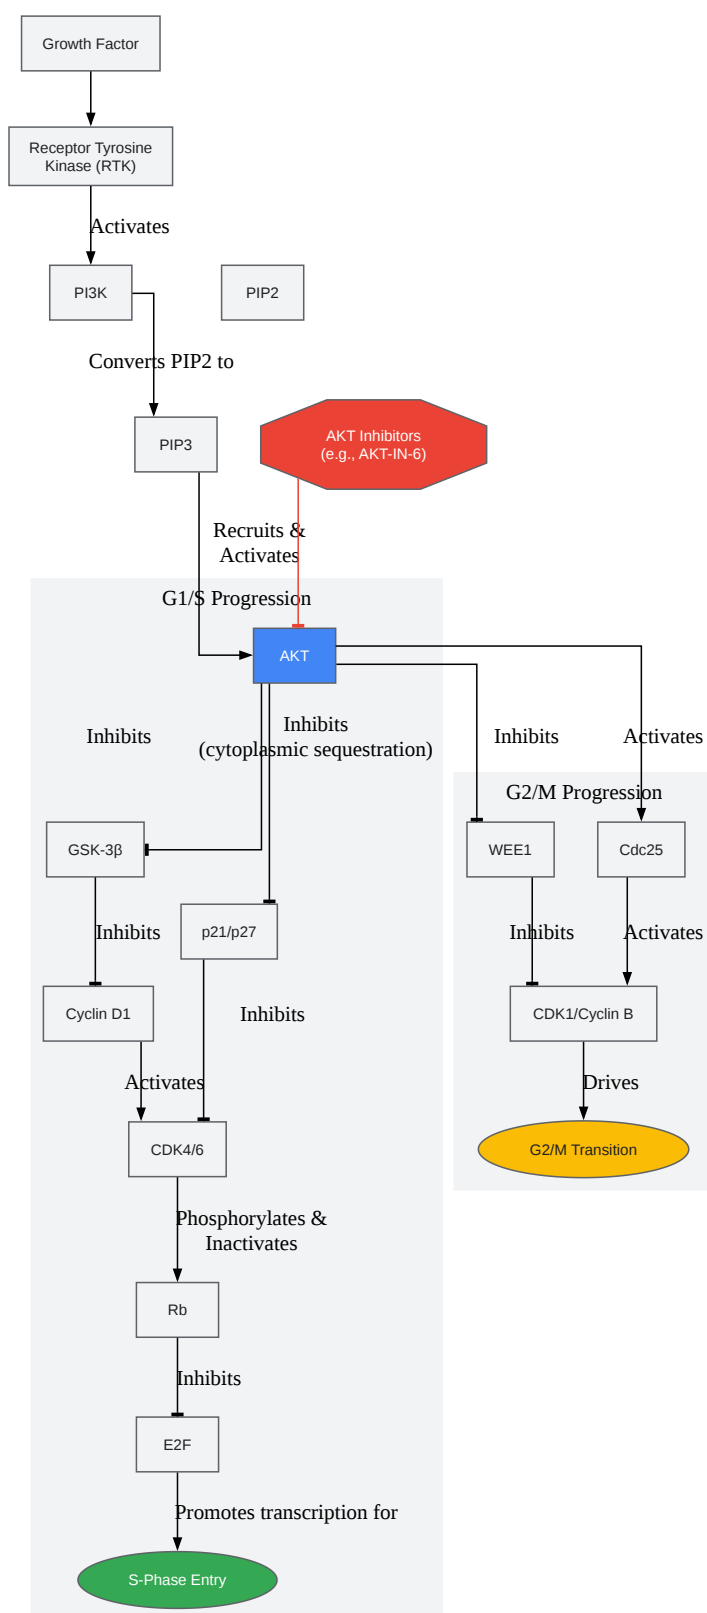 Growth Factor
Receptor Tyrosine
Kinase (RTK)
Activates
PI3K
PIP2
Converts PIP2 to
PIP3
AKT Inhibitors
(e.g., AKT-IN-6)
Recruits &
Activates
G1/S Progression
AKT
Inhibits
Inhibits
(cytoplasmic sequestration)
Inhibits
Activates
G2/M Progression
GSK-3β
WEE1
Cdc25
Inhibits
p21/p27
Inhibits
Activates
Cyclin D1
Inhibits
CDK1/Cyclin B
Activates
Drives
CDK4/6
G2/M Transition
Phosphorylates &
Inactivates
Rb
Inhibits
E2F
Promotes transcription for
S-Phase Entry